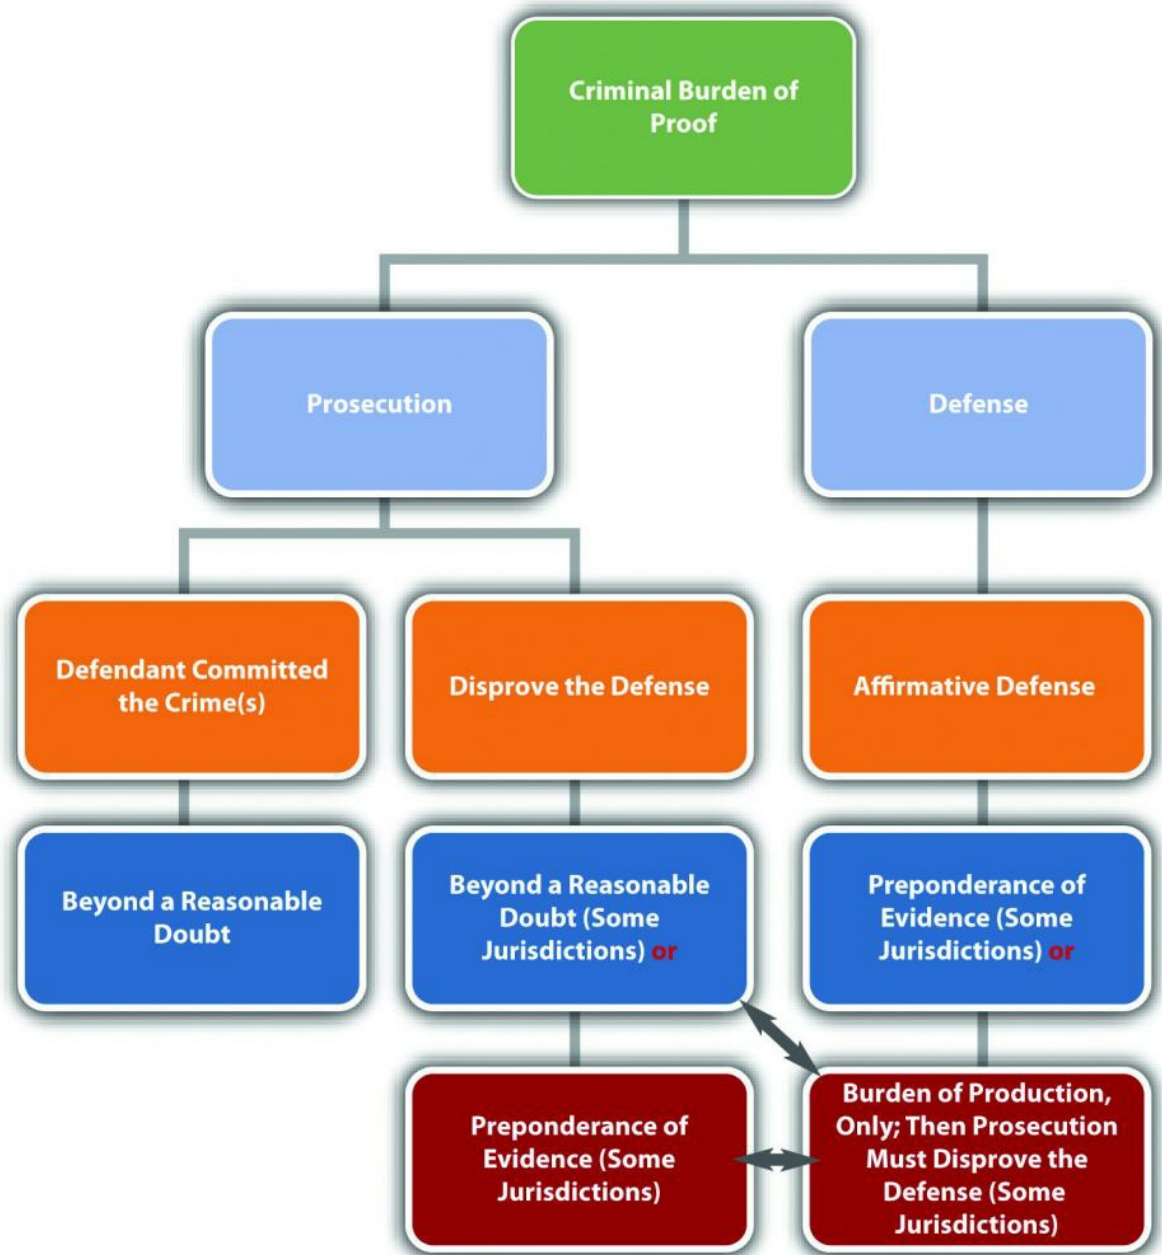 Criminal Burden of
Proof
Prosecution
Defense
Defendant Committed
the Crime(s)
Disprove the Defense
Affirmative Defense
Beyond a Reasonable
Doubt
Beyond a Reasonable
Doubt (Some
Jurisdictions) or
Preponderance of
Evidence (Some
Jurisdictions) or
Preponderance of
Evidence (Some
Jurisdictions)
Burden of Production,
Only; Then Prosecution
Must Disprove the
Defense (Some
Jurisdictions)